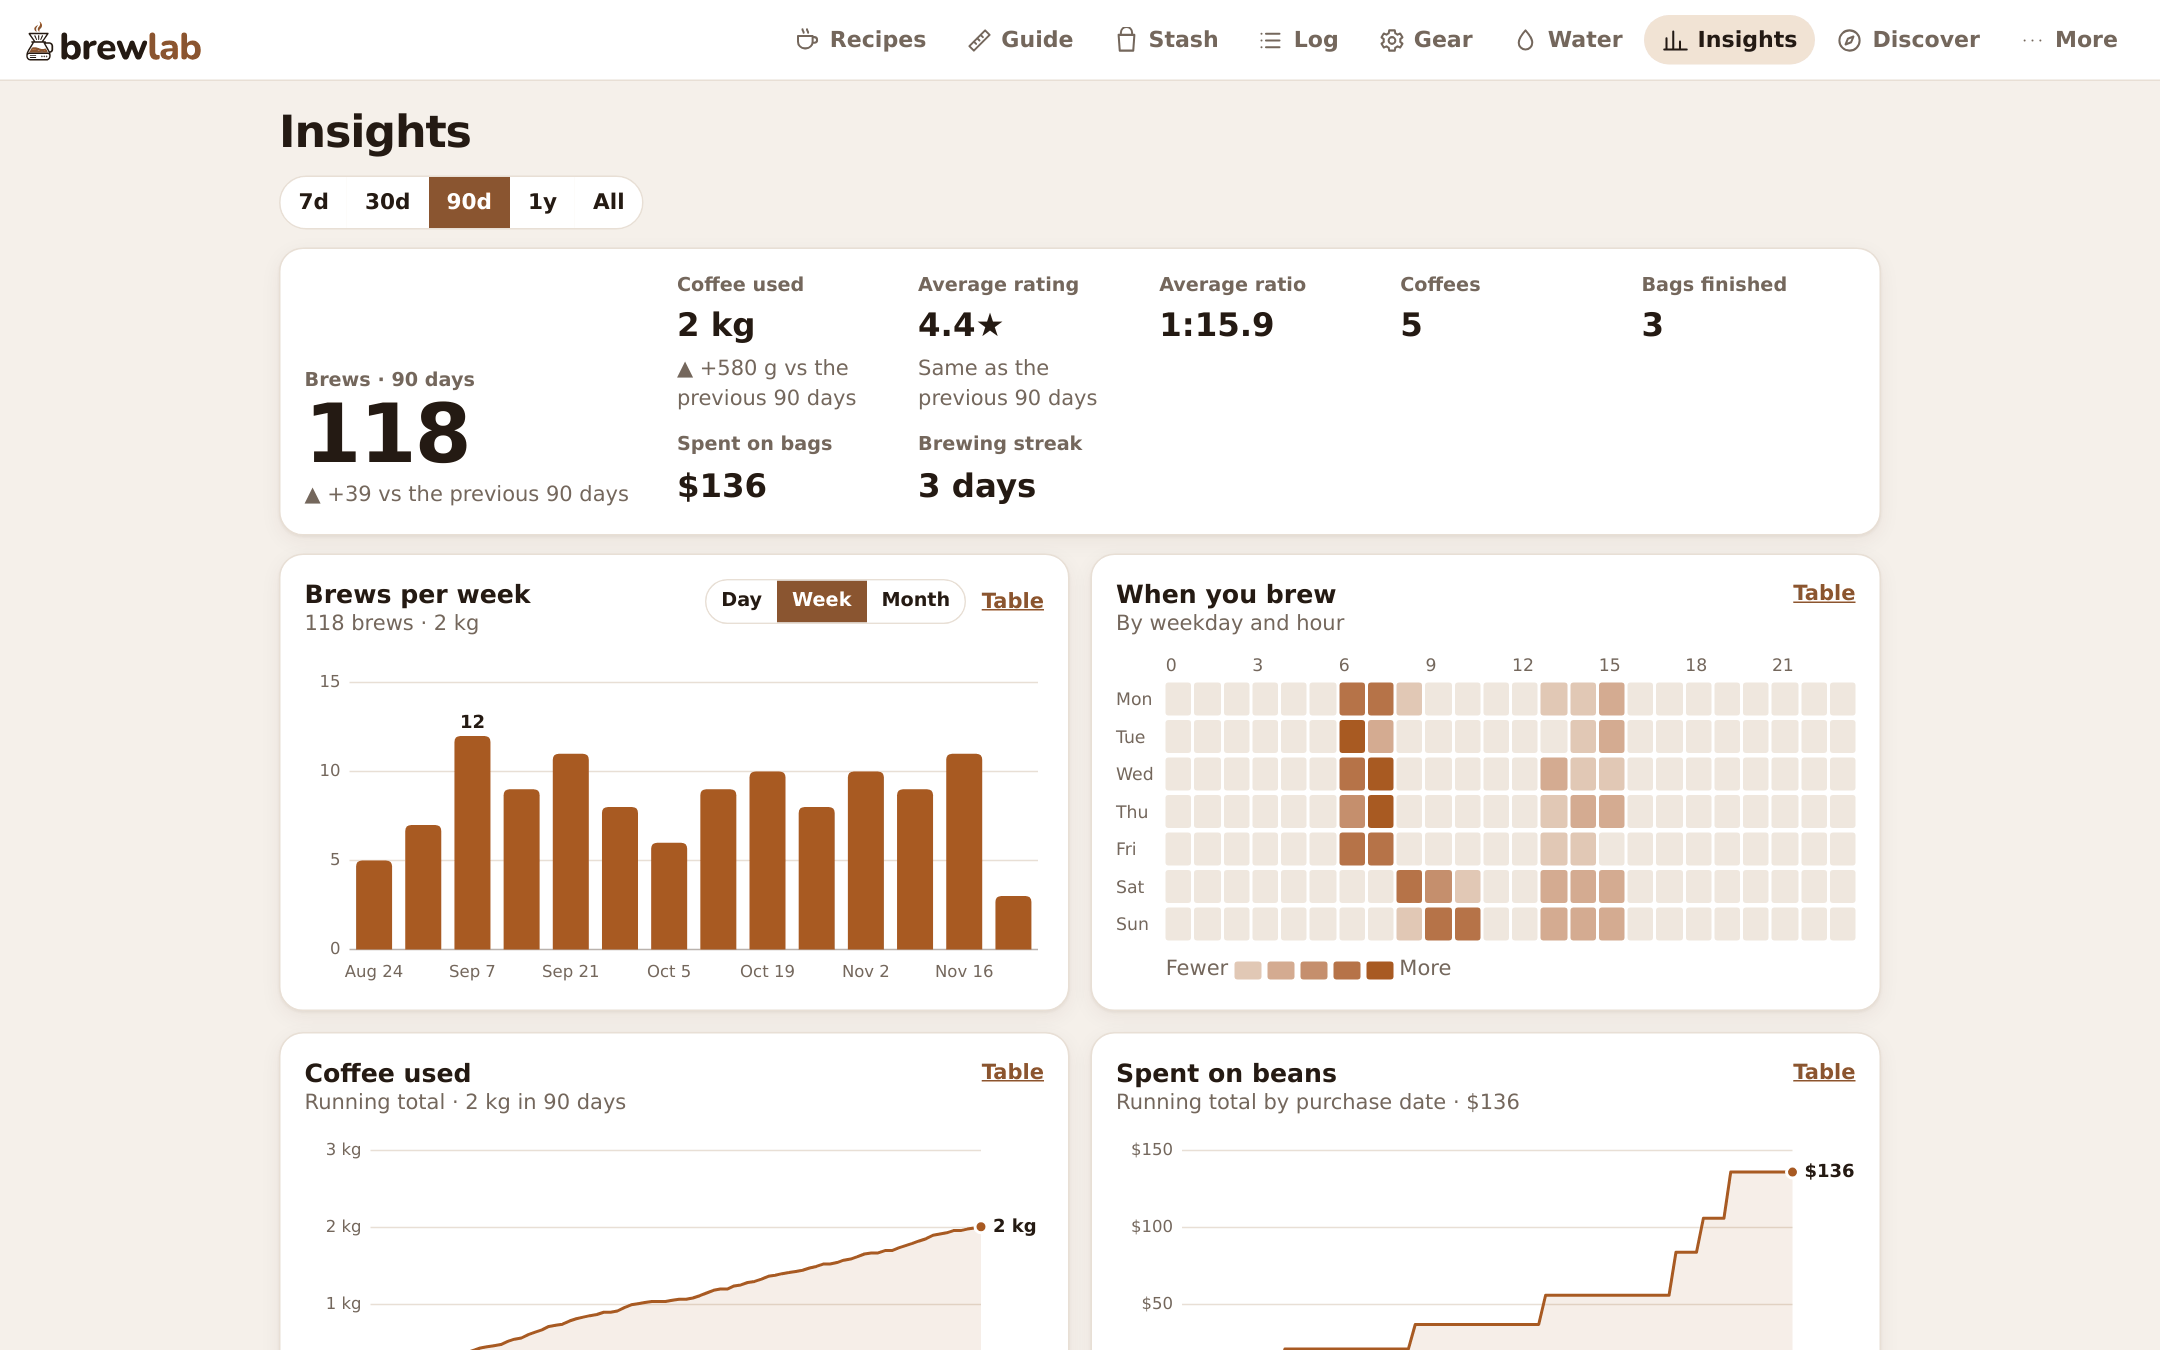 brewlab
Recipes
Guide
Stash
Log
Gear
Water
Insights
Discover
More
Insights
7d
30d
90d
1y
All
Brews · 90 days
118
▲ +39 vs the previous 90 days
Coffee used
2 kg
▲ +580 g vs the
previous 90 days
Average rating
4.4★
Same as the
previous 90 days
Average ratio
1:15.9
Coffees
5
Bags finished
3
Spent on bags
$136
Brewing streak
3 days
Brews per week
118 brews · 2 kg
Day
Week
Month
Table
15
10
5
0
12
Aug 24
Sep 7
Sep 21
Oct 5
Oct 19
Nov 2
Nov 16
When you brew
By weekday and hour
Table
0
3
6
9
12
15
18
21
Mon
Tue
Wed
Thu
Fri
Sat
Sun
Fewer
More
Coffee used
Running total · 2 kg in 90 days
Table
3 kg
2 kg
1 kg
2 kg
Spent on beans
Running total by purchase date · $136
Table
$150
$100
$50
$136